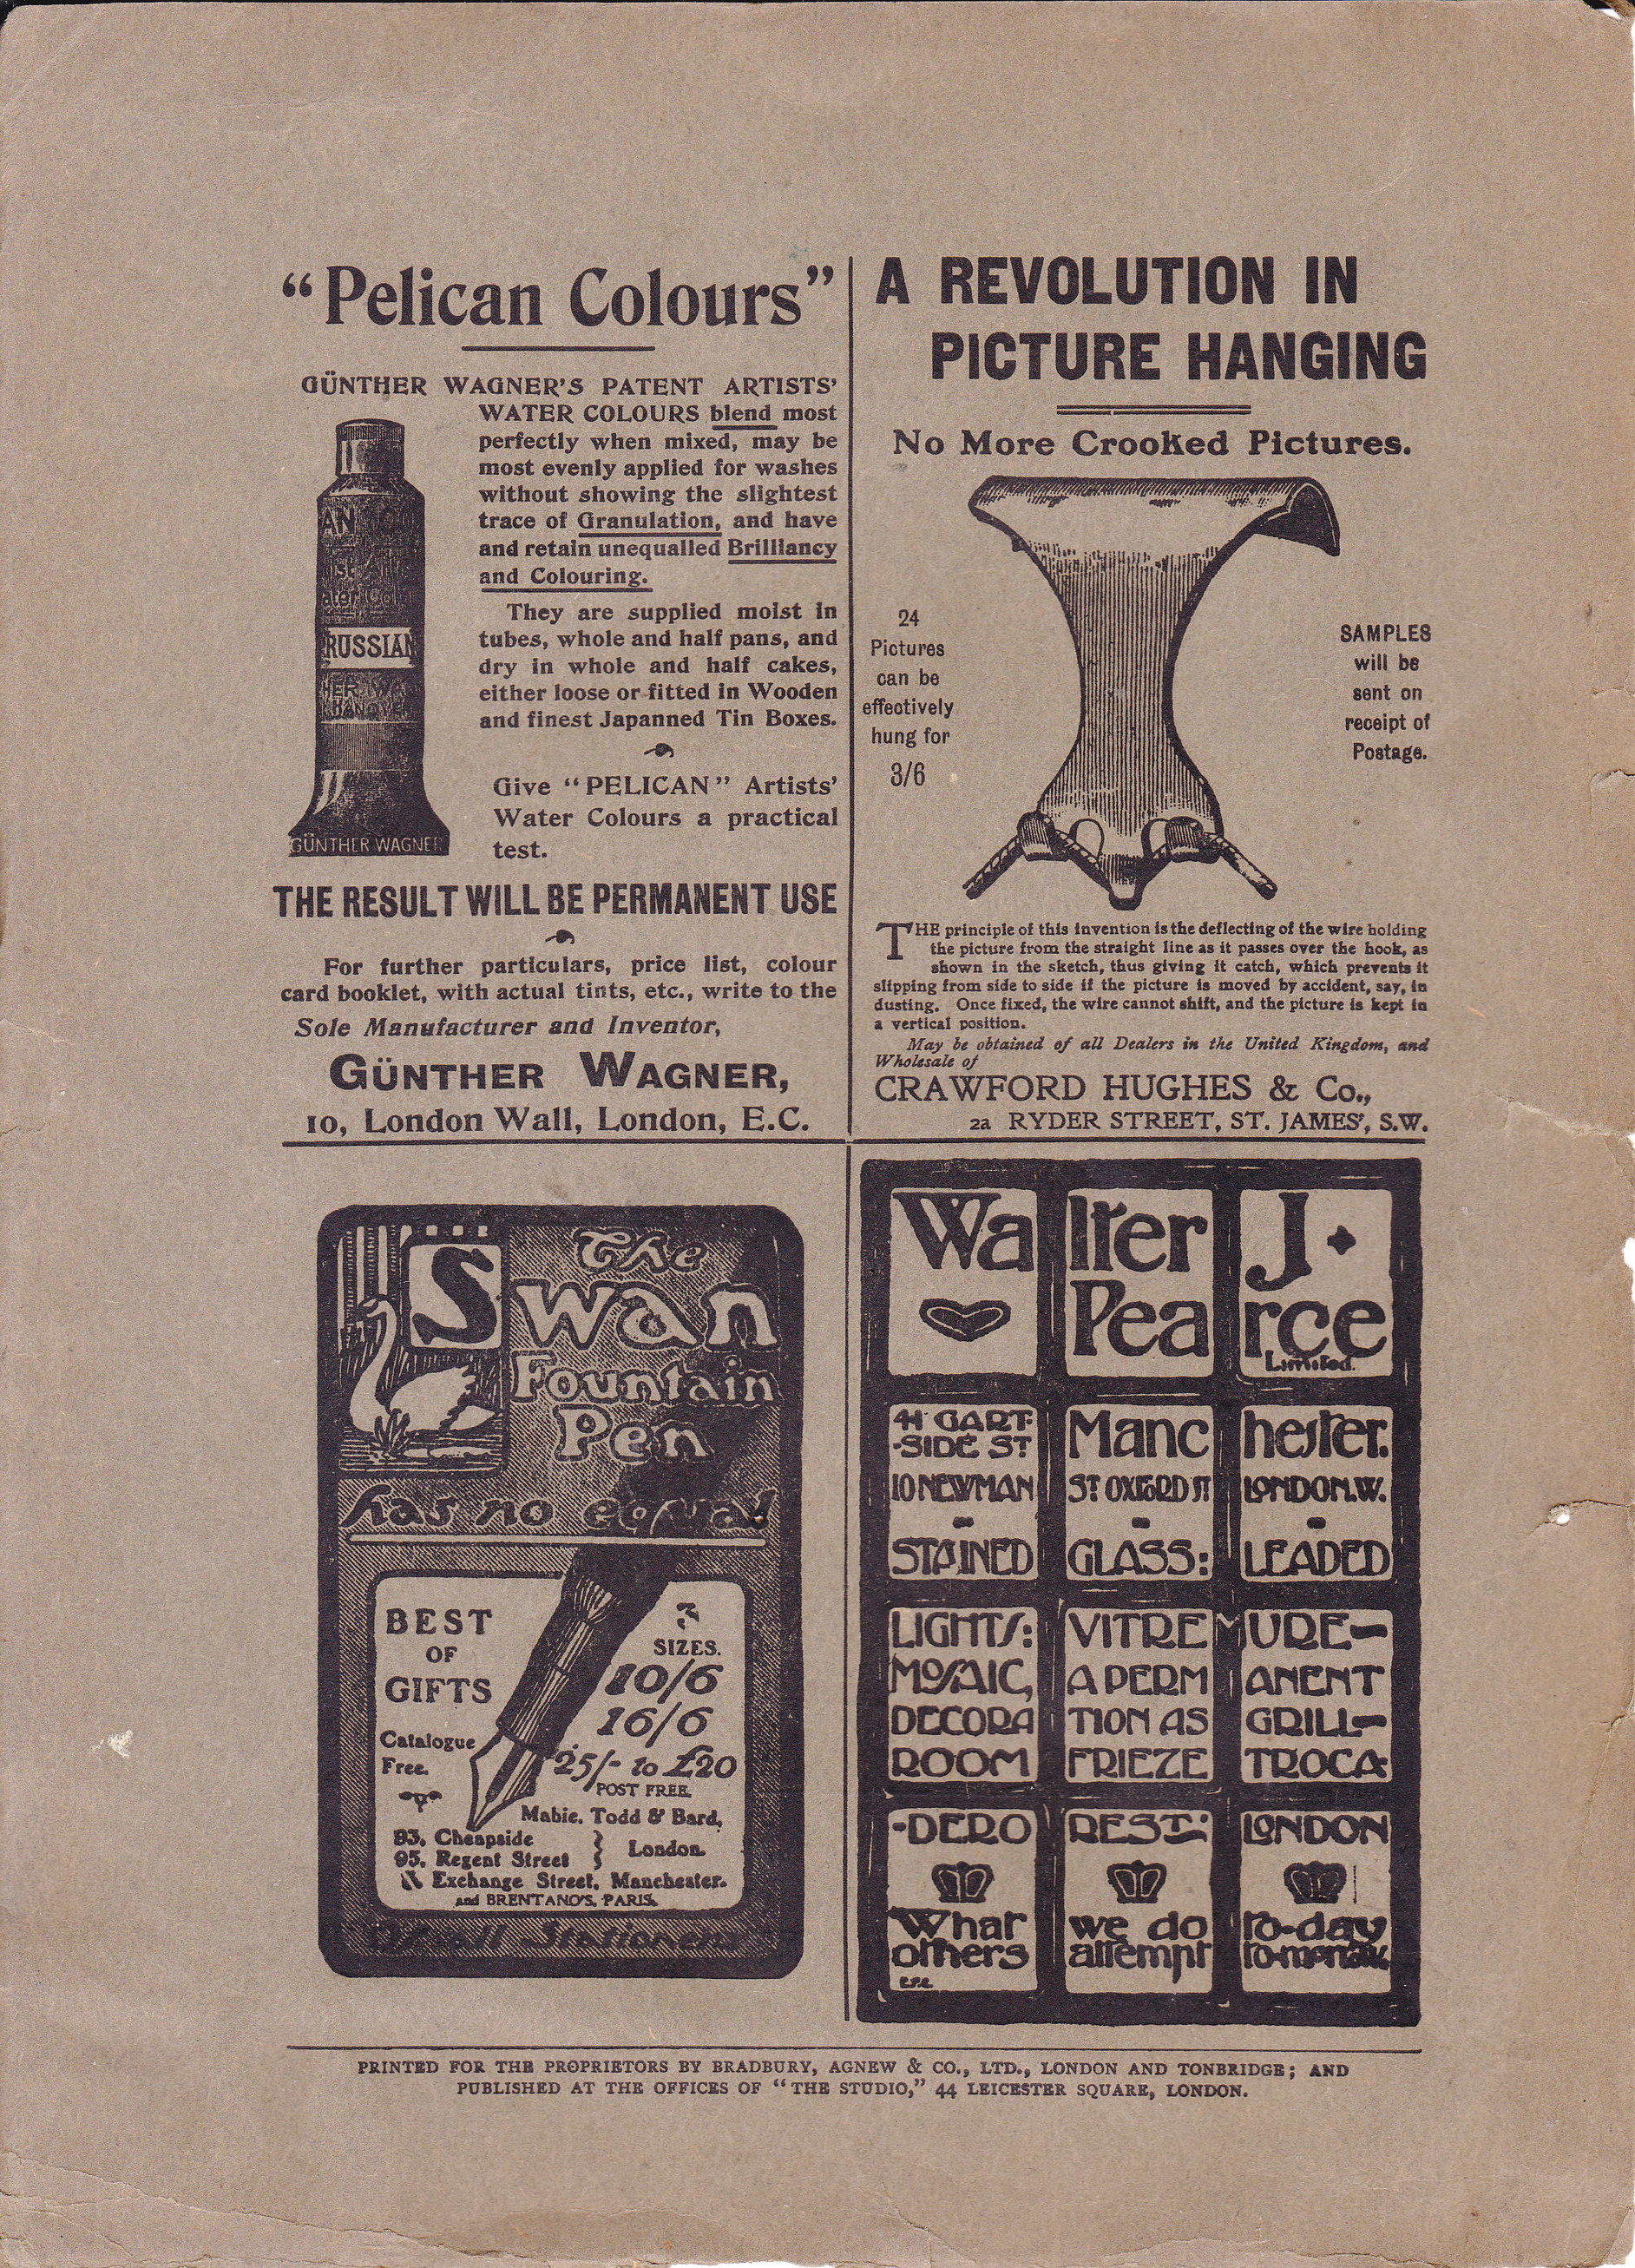 “Pelican Colours”
GÜNTHER WAGNER'S PATENT ARTISTS'
WATER COLOURS blend most
perfectly when mixed, may be
most evenly applied for washes
without showing the slightest
trace of Granulation, and have
and retain unequalled Brilliancy
and Colouring.
They are supplied moist in
tubes, whole and half pans, and
dry in whole and half cakes,
either loose or fitted in Wooden
and finest Japanned Tin Boxes.
Give “PELICAN” Artists'
Water Colours a practical
test.
RUSSIAN
GÜNTHER WAGNER
THE RESULT WILL BE PERMANENT USE
For further particulars, price list, colour
card booklet, with actual tints, etc., write to the
Sole Manufacturer and Inventor,
GÜNTHER WAGNER,
10, London Wall, London, E.C.
A REVOLUTION IN
PICTURE HANGING
No More Crooked Pictures.
24
Pictures
can be
effectively
hung for
3/6
SAMPLES
will be
sent on
receipt of
Postage.
THE principle of this invention is the deflecting of the wire holding
the picture from the straight line as it passes over the hook, as
shown in the sketch, thus giving it catch, which prevents it
slipping from side to side if the picture is moved by accident, say, in
dusting. Once fixed, the wire cannot shift, and the picture is kept in
a vertical position.
May be obtained of all Dealers in the United Kingdom, and
Wholesale of
CRAWFORD HUGHES & Co.,
2a RYDER STREET, ST. JAMES', S.W.
S
The
Swan
Fountain
Pen
has no equal
BEST
OF
GIFTS
Catalogue
Free.
3
SIZES.
10/6
16/6
25/- to £20
POST FREE.
Mabie, Todd & Bard,
93, Cheapside
95, Regent Street } London.
Exchange Street, Manchester.
and BRENTANO'S, PARIS.
Of all Stationers
Walter J.
Pearce
Limited.
41 GART- Manchester.
-SIDE ST
10 NEWMAN ST OXFORD ST LONDON.W.
STAINED GLASS: LEADED
LIGHTS: VITREMURE-
MOSAIC, A PERMANENT
DECORATION AS GRILL-
ROOM FRIEZE TROCA-
-DERO REST: LONDON
What we do to-day
others attempt to-morrow.
PRINTED FOR THE PROPRIETORS BY BRADBURY, AGNEW & CO., LTD., LONDON AND TONBRIDGE; AND
PUBLISHED AT THE OFFICES OF “THE STUDIO,” 44 LEICESTER SQUARE, LONDON.